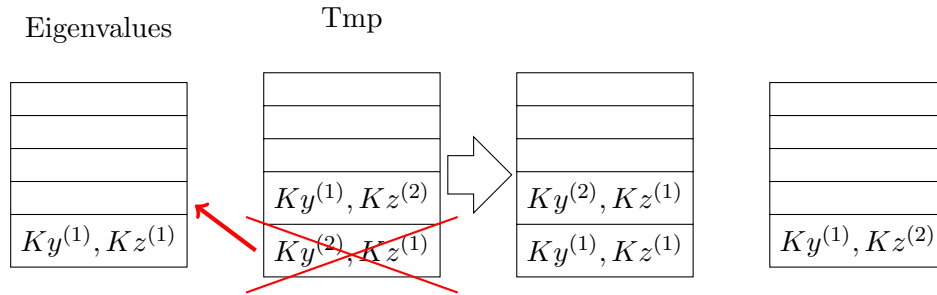 Eigenvalues
Tmp
Ky^(1), Kz^(1)
Ky^(1), Kz^(2)
Ky^(2), Kz^(1)
Ky^(2), Kz^(1)
Ky^(1), Kz^(1)
Ky^(1), Kz^(2)